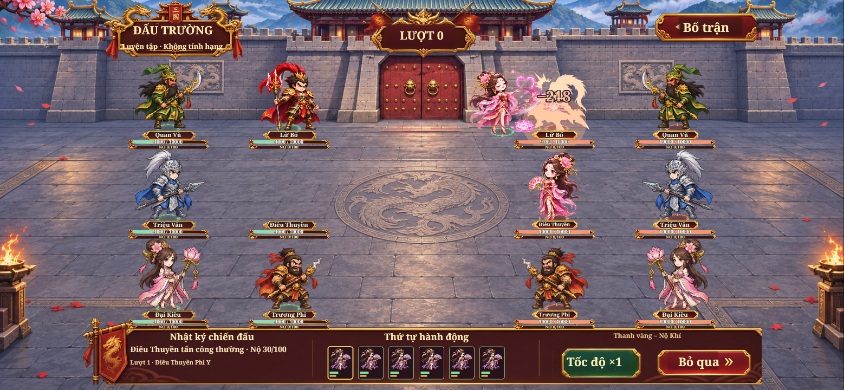 ĐẤU TRƯỜNG
Luyện tập · Không tính hạng
LƯỢT 0
Bố trận
-218
Quan Vũ
Lữ Bố
Lữ Bố
Quan Vũ
Triệu Vân
Điêu Thuyền
Điêu Thuyền
Triệu Vân
Đại Kiều
Trương Phi
Trương Phi
Đại Kiều
Nhật ký chiến đấu
Điêu Thuyền tấn công thường · Nộ 30/100
Lượt 1 · Điêu Thuyền Phi Ý
Thứ tự hành động
Thanh vàng – Nộ Khí
Tốc độ ×1
Bỏ qua »